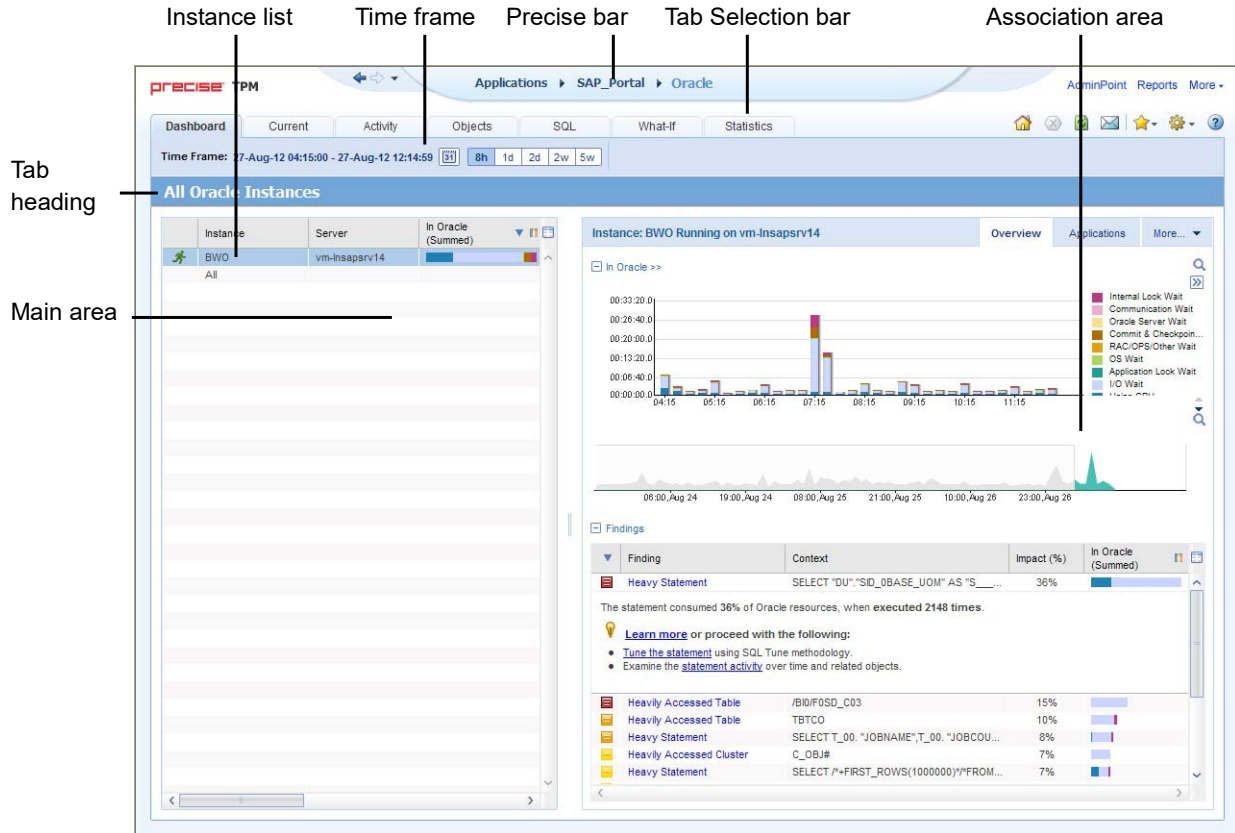 Instance list Time frame Precise bar Tab Selection bar Association area
precise TPM Applications SAP_Portal Oracle AdminPoint Reports More
Dashboard Current Activity Objects SQL What-If Statistics
Time Frame: 27-Aug-12 04:15:00 - 27-Aug-12 12:14:59 31 8h 1d 2d 2w 5w
Tab
heading
All Oracle Instances
Instance Server In Oracle
(Summed)
BWO vm-lnsapsrv14
All
Main area
Instance: BWO Running on vm-lnsapsrv14 Overview Applications More...
In Oracle >>
00:33:20.0
00:26:40.0
00:20:00.0
00:13:20.0
00:06:40.0
00:00:00.0
04:15 05:15 06:15 07:15 08:15 09:15 10:15 11:15
Internal Lock Wait
Communication Wait
Oracle Server Wait
Commit & Checkpoin...
RAC/OPS/Other Wait
OS Wait
Application Lock Wait
I/O Wait
06:00,Aug 24 19:00,Aug 24 08:00,Aug 25 21:00,Aug 25 10:00,Aug 26 23:00,Aug 26
Findings
Finding Context Impact (%) In Oracle
(Summed)
Heavy Statement SELECT "DU"."SID_0BASE_UOM" AS "S___... 36%
The statement consumed 36% of Oracle resources, when executed 2148 times.
Learn more or proceed with the following:
• Tune the statement using SQL Tune methodology.
• Examine the statement activity over time and related objects.
Heavily Accessed Table /BI0/F0SD_C03 15%
Heavily Accessed Table TBTCO 10%
Heavy Statement SELECT T_00. "JOBNAME",T_00. "JOBCOU... 8%
Heavily Accessed Cluster C_OBJ# 7%
Heavy Statement SELECT /*+FIRST_ROWS(1000000)*/"FROM... 7%